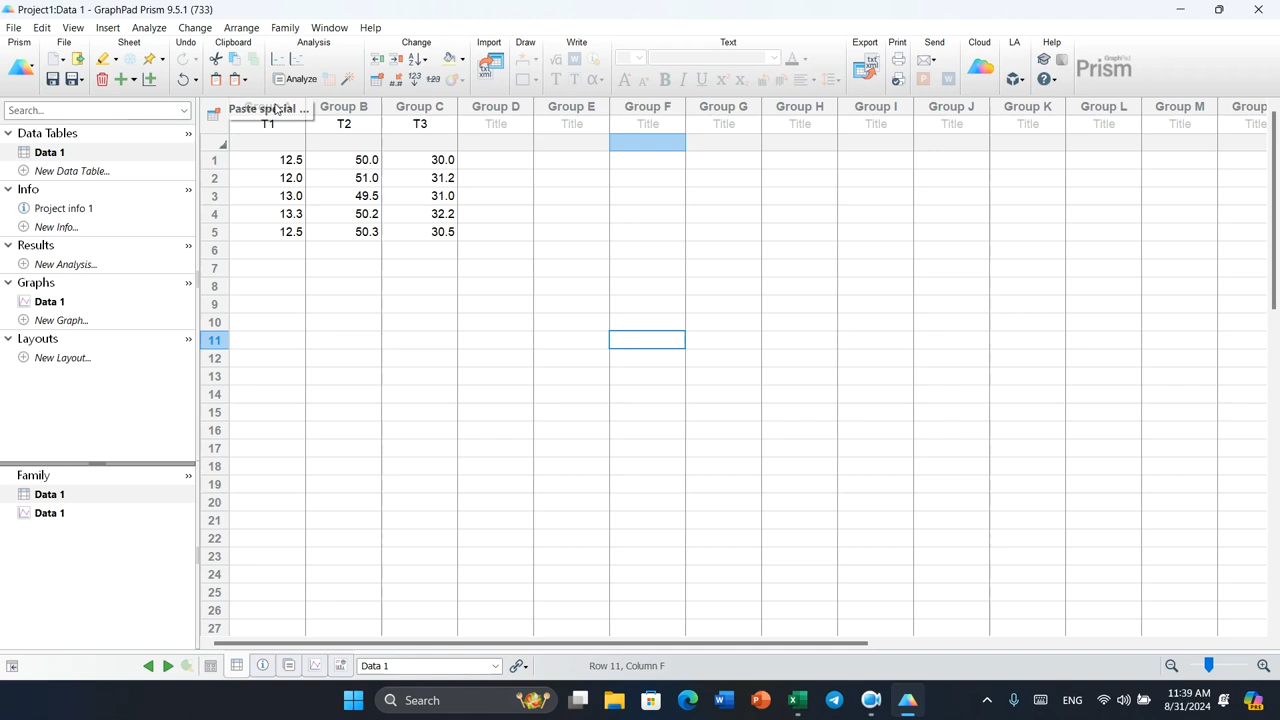 Project1:Data 1 - GraphPad Prism 9.5.1 (733)
File Edit View Insert Analyze Change Arrange Family Window Help
Prism File Sheet Undo Clipboard Analysis Change Import Draw Write Text Export Print Send Cloud LA Help
GraphPad
Prism
Analyze
Search...
Paste special ...
Group B Group C Group D Group E Group F Group G Group H Group I Group J Group K Group L Group M Group
T1 T2 T3 Title Title Title Title Title Title Title Title Title Title Title
Data Tables
Data 1
New Data Table...
Info
Project info 1
New Info...
Results
New Analysis...
Graphs
Data 1
New Graph...
Layouts
New Layout...
Family
Data 1
Data 1
1 12.5 50.0 30.0
2 12.0 51.0 31.2
3 13.0 49.5 31.0
4 13.3 50.2 32.2
5 12.5 50.3 30.5
6
7
8
9
10
11
12
13
14
15
16
17
18
19
20
21
22
23
24
25
26
27
Data 1
Row 11, Column F
Search
ENG
11:39 AM
8/31/2024